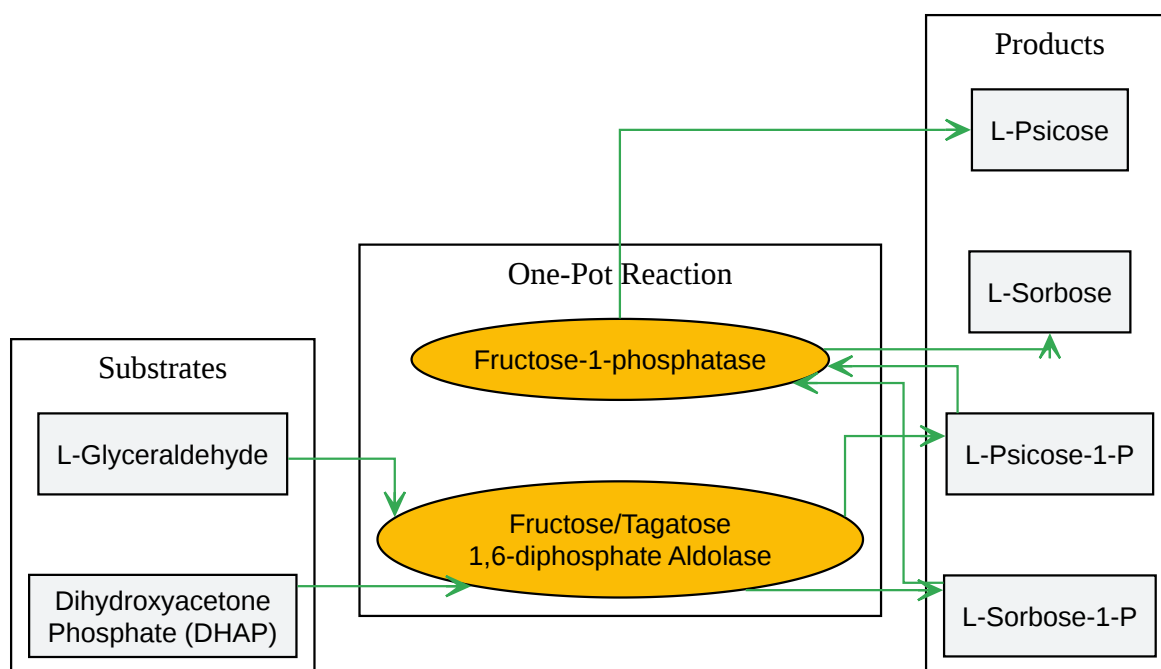 Products
L-Psicose
One-Pot Reaction
L-Sorbose
Substrates
Fructose-1-phosphatase
L-Glyceraldehyde
L-Psicose-1-P
Fructose/Tagatose
1,6-diphosphate Aldolase
Dihydroxyacetone
Phosphate (DHAP)
L-Sorbose-1-P